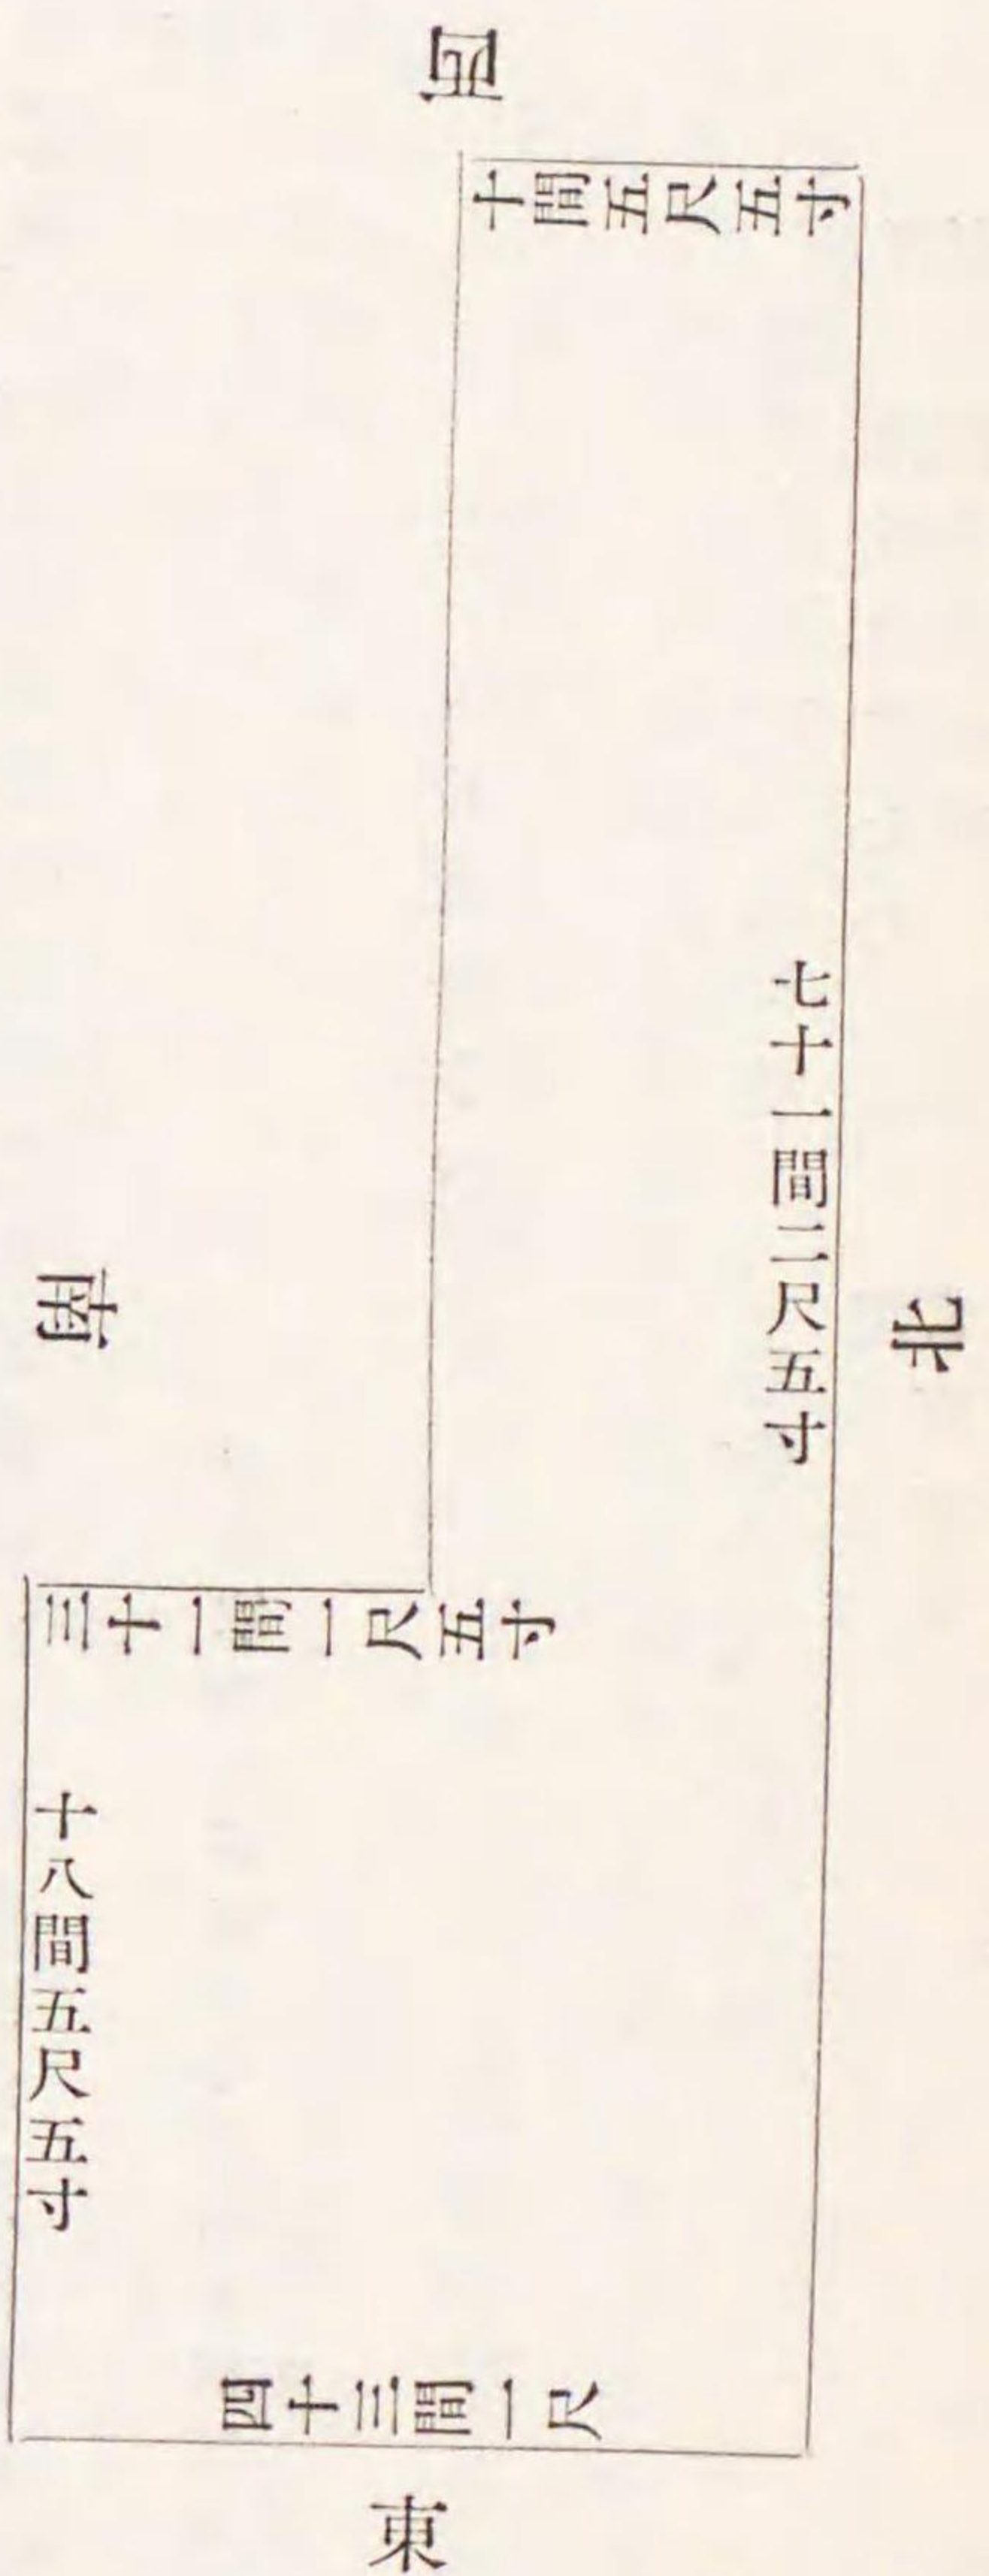 西
十間五尺五寸
七十一間二尺五寸
北
南
三十一間一尺五寸
十八間五尺五寸
四十三間一尺
東